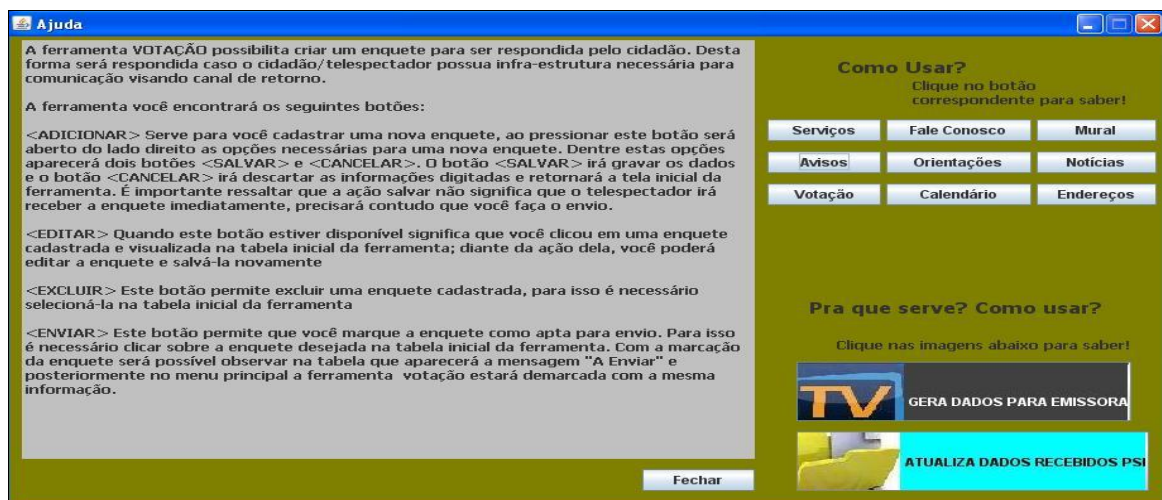 Ajuda
A ferramenta VOTAÇÃO possibilita criar um enquete para ser respondida pelo cidadão. Desta
forma será respondida caso o cidadão/telespectador possua infra-estrutura necessária para
comunicação visando canal de retorno.
A ferramenta você encontrará os seguintes botões:
<ADICIONAR> Serve para você cadastrar uma nova enquete, ao pressionar este botão será
aberto do lado direito as opções necessárias para uma nova enquete. Dentre estas opções
aparecerá dois botões <SALVAR> e <CANCELAR>. O botão <SALVAR> irá gravar os dados
e o botão <CANCELAR> irá descartar as informações digitadas e retornará a tela inicial da
ferramenta. É importante ressaltar que a ação salvar não significa que o telespectador irá
receber a enquete imediatamente, precisará contudo que você faça o envio.
<EDITAR> Quando este botão estiver disponível significa que você clicou em uma enquete
cadastrada e visualizada na tabela inicial da ferramenta; diante da ação dela, você poderá
editar a enquete e salvá-la novamente
<EXCLUIR> Este botão permite excluir uma enquete cadastrada, para isso é necessário
selecioná-la na tabela inicial da ferramenta
<ENVIAR> Este botão permite que você marque a enquete como apta para envio. Para isso
é necessário clicar sobre a enquete desejada na tabela inicial da ferramenta. Com a marcação
da enquete será possível observar na tabela que aparecerá a mensagem "A Enviar" e
posteriormente no menu principal a ferramenta votação estará demarcada com a mesma
informação.
Fechar
Como Usar?
Clique no botão
correspondente para saber!
Serviços Fale Conosco Mural
Avisos Orientações Notícias
Votação Calendário Endereços
Pra que serve? Como usar?
Clique nas imagens abaixo para saber!
TV GERA DADOS PARA EMISSORA
ATUALIZA DADOS RECEBIDOS PSI